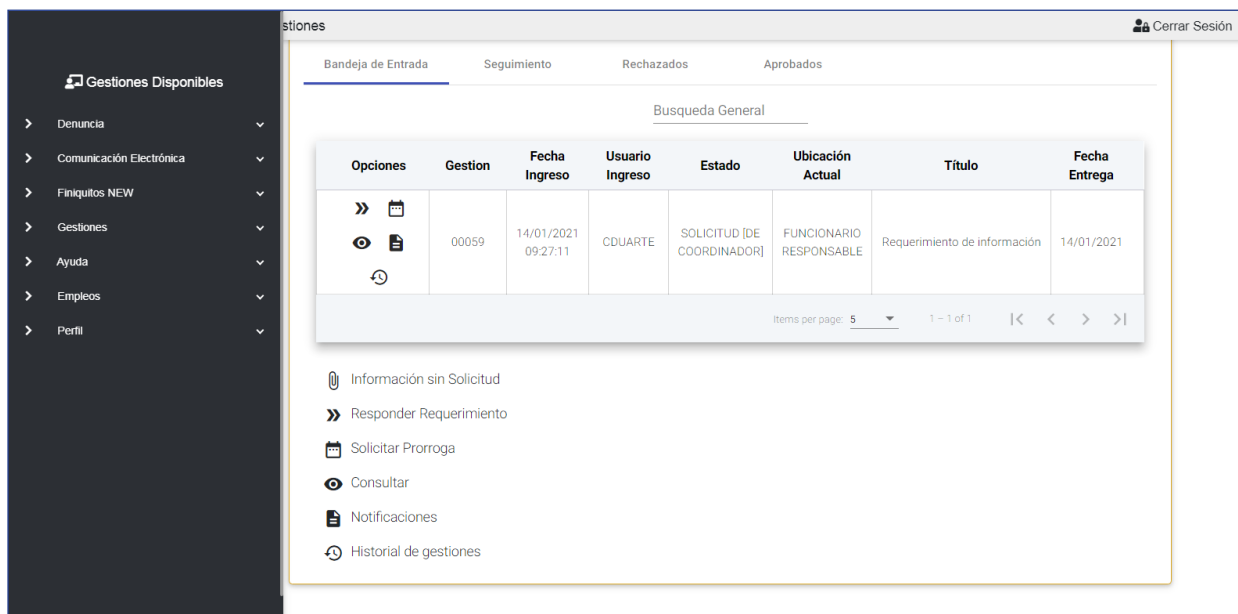 stiones
Cerrar Sesión
Gestiones Disponibles
Denuncia
Comunicación Electrónica
Finiquitos NEW
Gestiones
Ayuda
Empleos
Perfil
Bandeja de Entrada Seguimiento Rechazados Aprobados
Busqueda General
Opciones Gestion Fecha Ingreso Usuario Ingreso Estado Ubicación Actual Título Fecha Entrega
00059 14/01/2021 09:27:11 CDUARTE SOLICITUD [DE COORDINADOR] FUNCIONARIO RESPONSABLE Requerimiento de información 14/01/2021
Items per page: 5 1 – 1 of 1
Información sin Solicitud
Responder Requerimiento
Solicitar Prorroga
Consultar
Notificaciones
Historial de gestiones